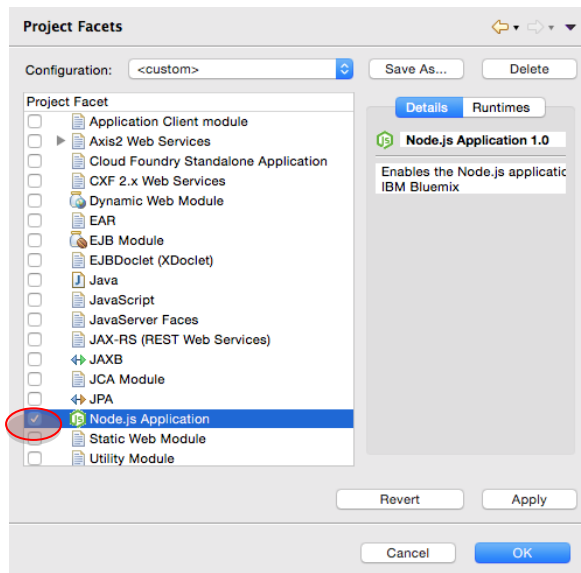 Project Facets
Configuration: <custom> Save As... Delete
Project Facet
Application Client module
Axis2 Web Services
Cloud Foundry Standalone Application
CXF 2.x Web Services
Dynamic Web Module
EAR
EJB Module
EJBDoclet (XDoclet)
Java
JavaScript
JavaServer Faces
JAX-RS (REST Web Services)
JAXB
JCA Module
JPA
Node.js Application
Static Web Module
Utility Module
Details Runtimes
Node.js Application 1.0
Enables the Node.js applicatic
IBM Bluemix
Revert Apply
Cancel OK